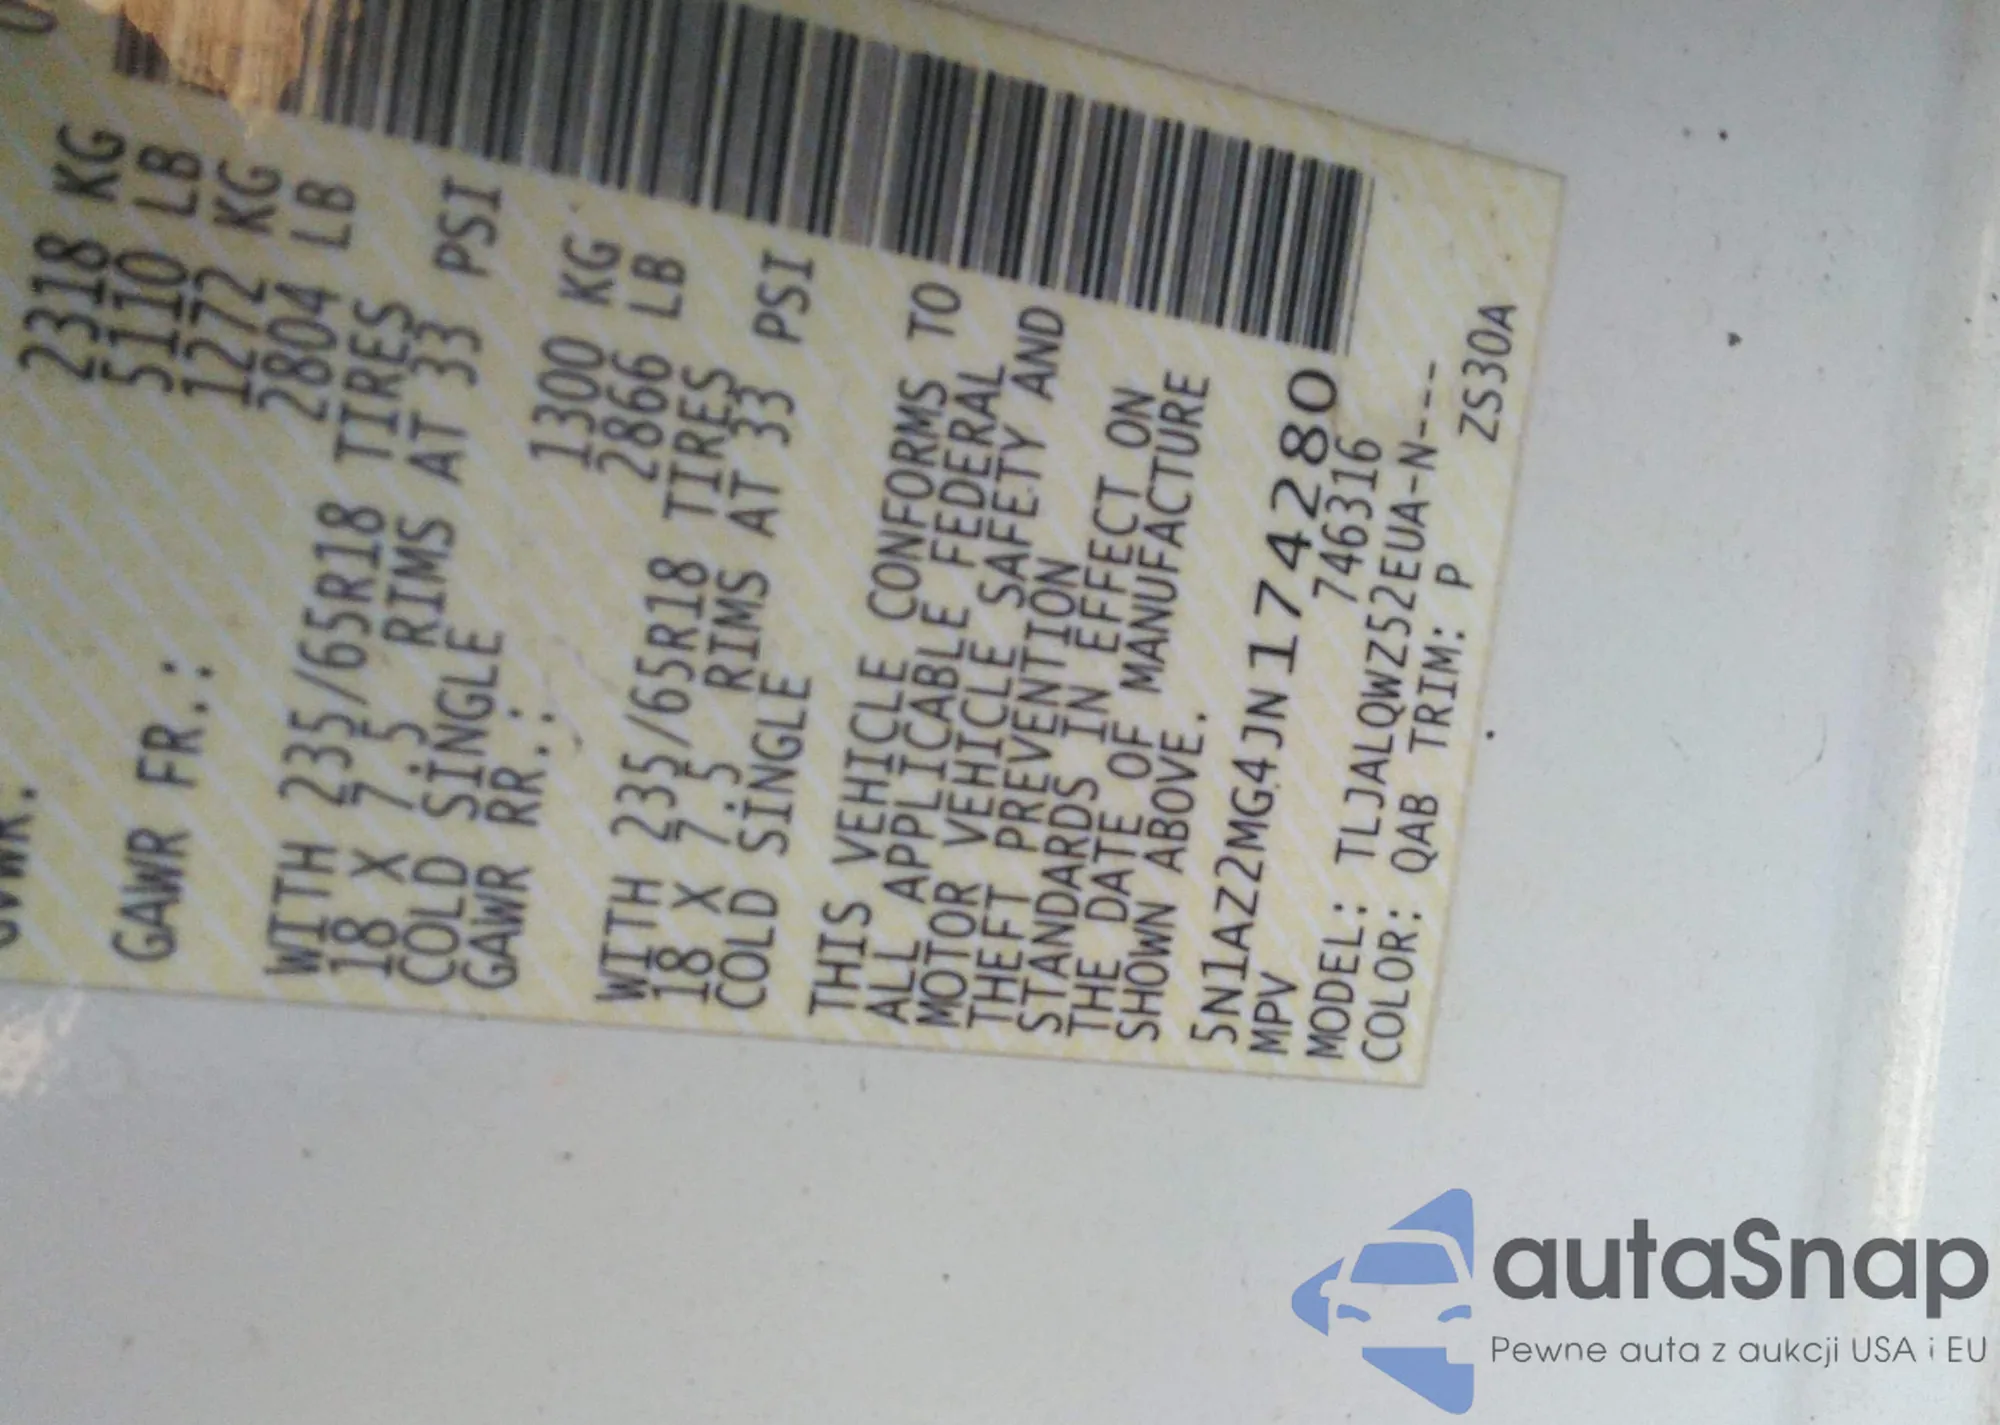 2318 KG
5110 LB
GAWR FR.: 1272 KG
2804 LB
WITH 235/65R18 TIRES
18 X 7.5 RIMS AT 33 PSI
COLD SINGLE
GAWR RR.: 1300 KG
2866 LB
WITH 235/65R18 TIRES
18 X 7.5 RIMS AT 33 PSI
COLD SINGLE
THIS VEHICLE CONFORMS TO
ALL APPLICABLE FEDERAL
MOTOR VEHICLE SAFETY AND
THEFT PREVENTION
STANDARDS IN EFFECT ON
THE DATE OF MANUFACTURE
SHOWN ABOVE.
5N1AZ2MG4JN174280
MPV 746316
MODEL: TLJALQWZ52EUA-N---
COLOR: QAB TRIM: P ZS30A
autaSnap
Pewne auta z aukcji USA i EU